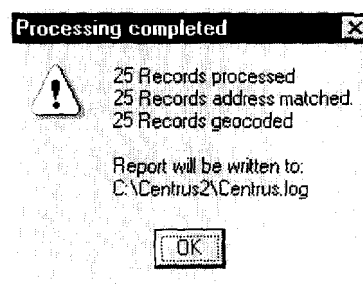 Processing completed
25 Records processed
25 Records address matched.
25 Records geocoded
Report will be written to:
C:\Centrus2\Centrus.log
OK